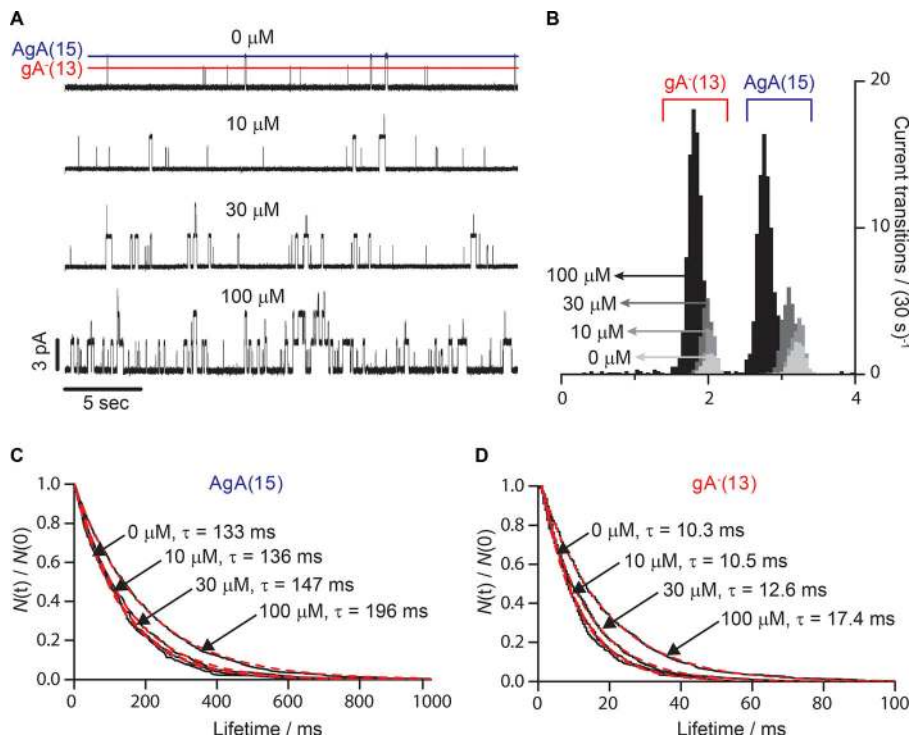 A
0 μM
AgA(15)
gA⁻(13)
10 μM
30 μM
100 μM
3 pA
5 sec
B
gA⁻(13) AgA(15)
20
10
0
Current transitions / (30 s)⁻¹
100 μM
30 μM
10 μM
0 μM
0 2 4
C
AgA(15)
N(t) / N(0)
1.0
0.8
0.6
0.4
0.2
0.0
0 μM, τ = 133 ms
10 μM, τ = 136 ms
30 μM, τ = 147 ms
100 μM, τ = 196 ms
0 200 400 600 800 1000
Lifetime / ms
D
gA⁻(13)
N(t) / N(0)
1.0
0.8
0.6
0.4
0.2
0.0
0 μM, τ = 10.3 ms
10 μM, τ = 10.5 ms
30 μM, τ = 12.6 ms
100 μM, τ = 17.4 ms
0 20 40 60 80 100
Lifetime / ms